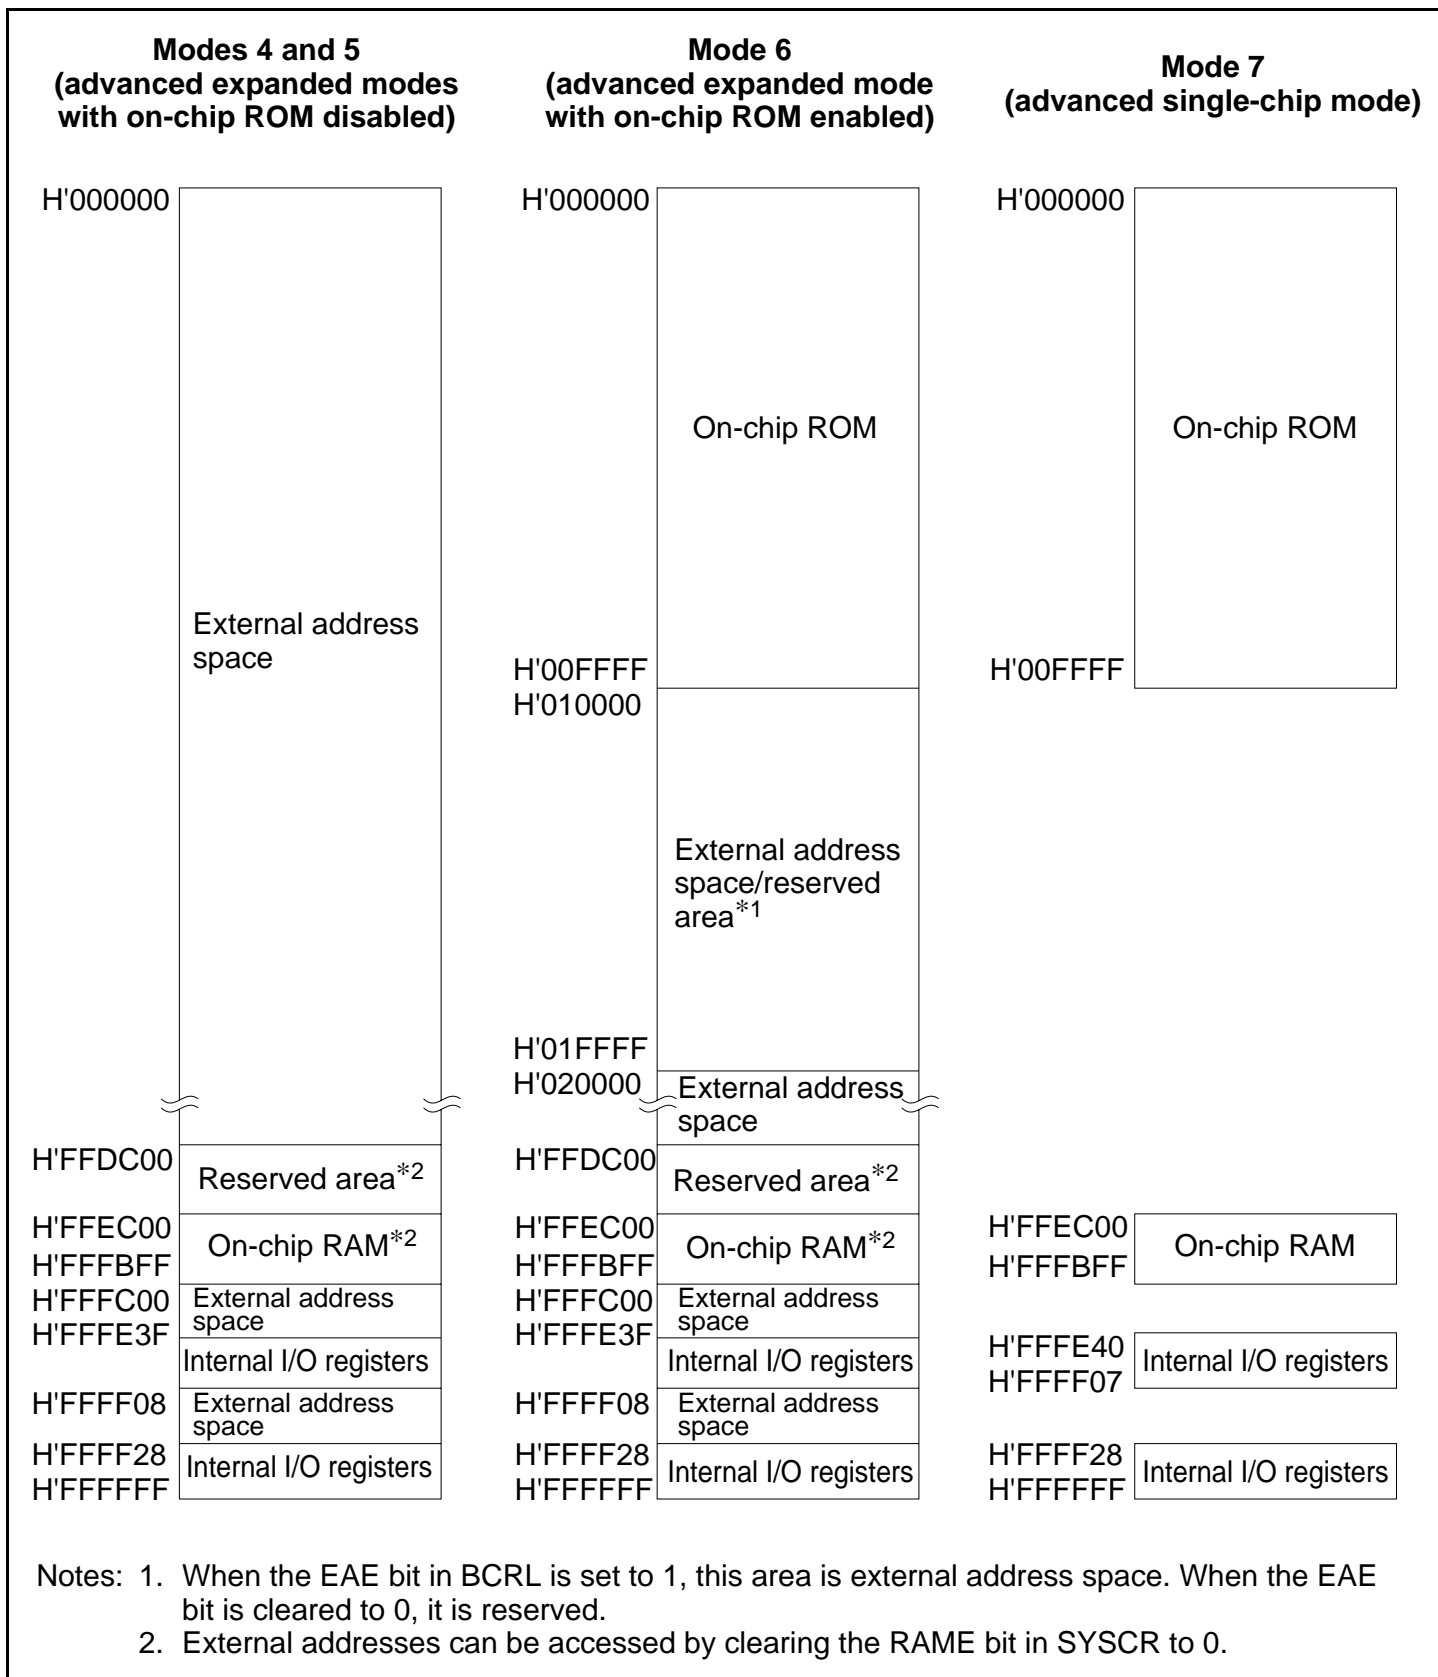 Modes 4 and 5
(advanced expanded modes
with on-chip ROM disabled)
H'000000
External address
space
H'FFDC00
Reserved area*2
H'FFEC00
On-chip RAM*2
H'FFFBFF
H'FFFC00
External address
space
H'FFFE3F
Internal I/O registers
H'FFFF08
External address
space
H'FFFF28
Internal I/O registers
H'FFFFFF
Mode 6
(advanced expanded mode
with on-chip ROM enabled)
H'000000
On-chip ROM
H'00FFFF
H'010000
External address
space/reserved
area*1
H'01FFFF
H'020000
External address
space
H'FFDC00
Reserved area*2
H'FFEC00
On-chip RAM*2
H'FFFBFF
H'FFFC00
External address
space
H'FFFE3F
Internal I/O registers
H'FFFF08
External address
space
H'FFFF28
Internal I/O registers
H'FFFFFF
Mode 7
(advanced single-chip mode)
H'000000
On-chip ROM
H'00FFFF
H'FFEC00
On-chip RAM
H'FFFBFF
H'FFFE40
Internal I/O registers
H'FFFF07
H'FFFF28
Internal I/O registers
H'FFFFFF
Notes: 1. When the EAE bit in BCRL is set to 1, this area is external address space. When the EAE
bit is cleared to 0, it is reserved.
2. External addresses can be accessed by clearing the RAME bit in SYSCR to 0.